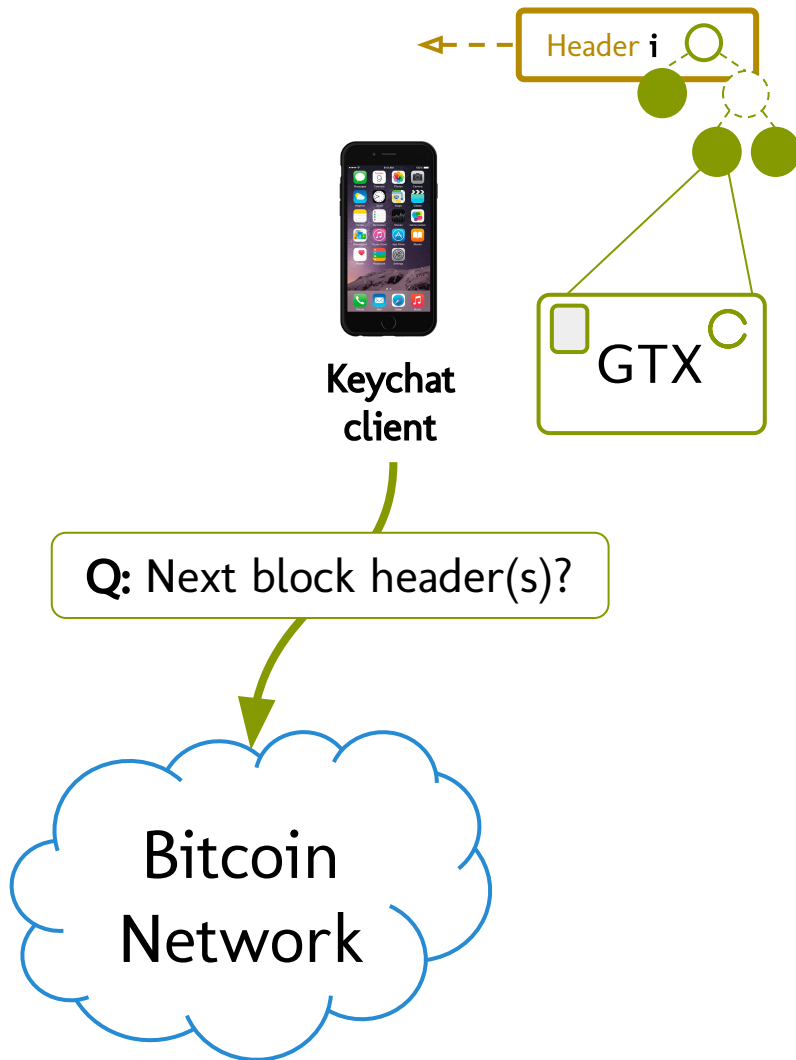 Header i
Keychat
client
GTX
Q: Next block header(s)?
Bitcoin
Network